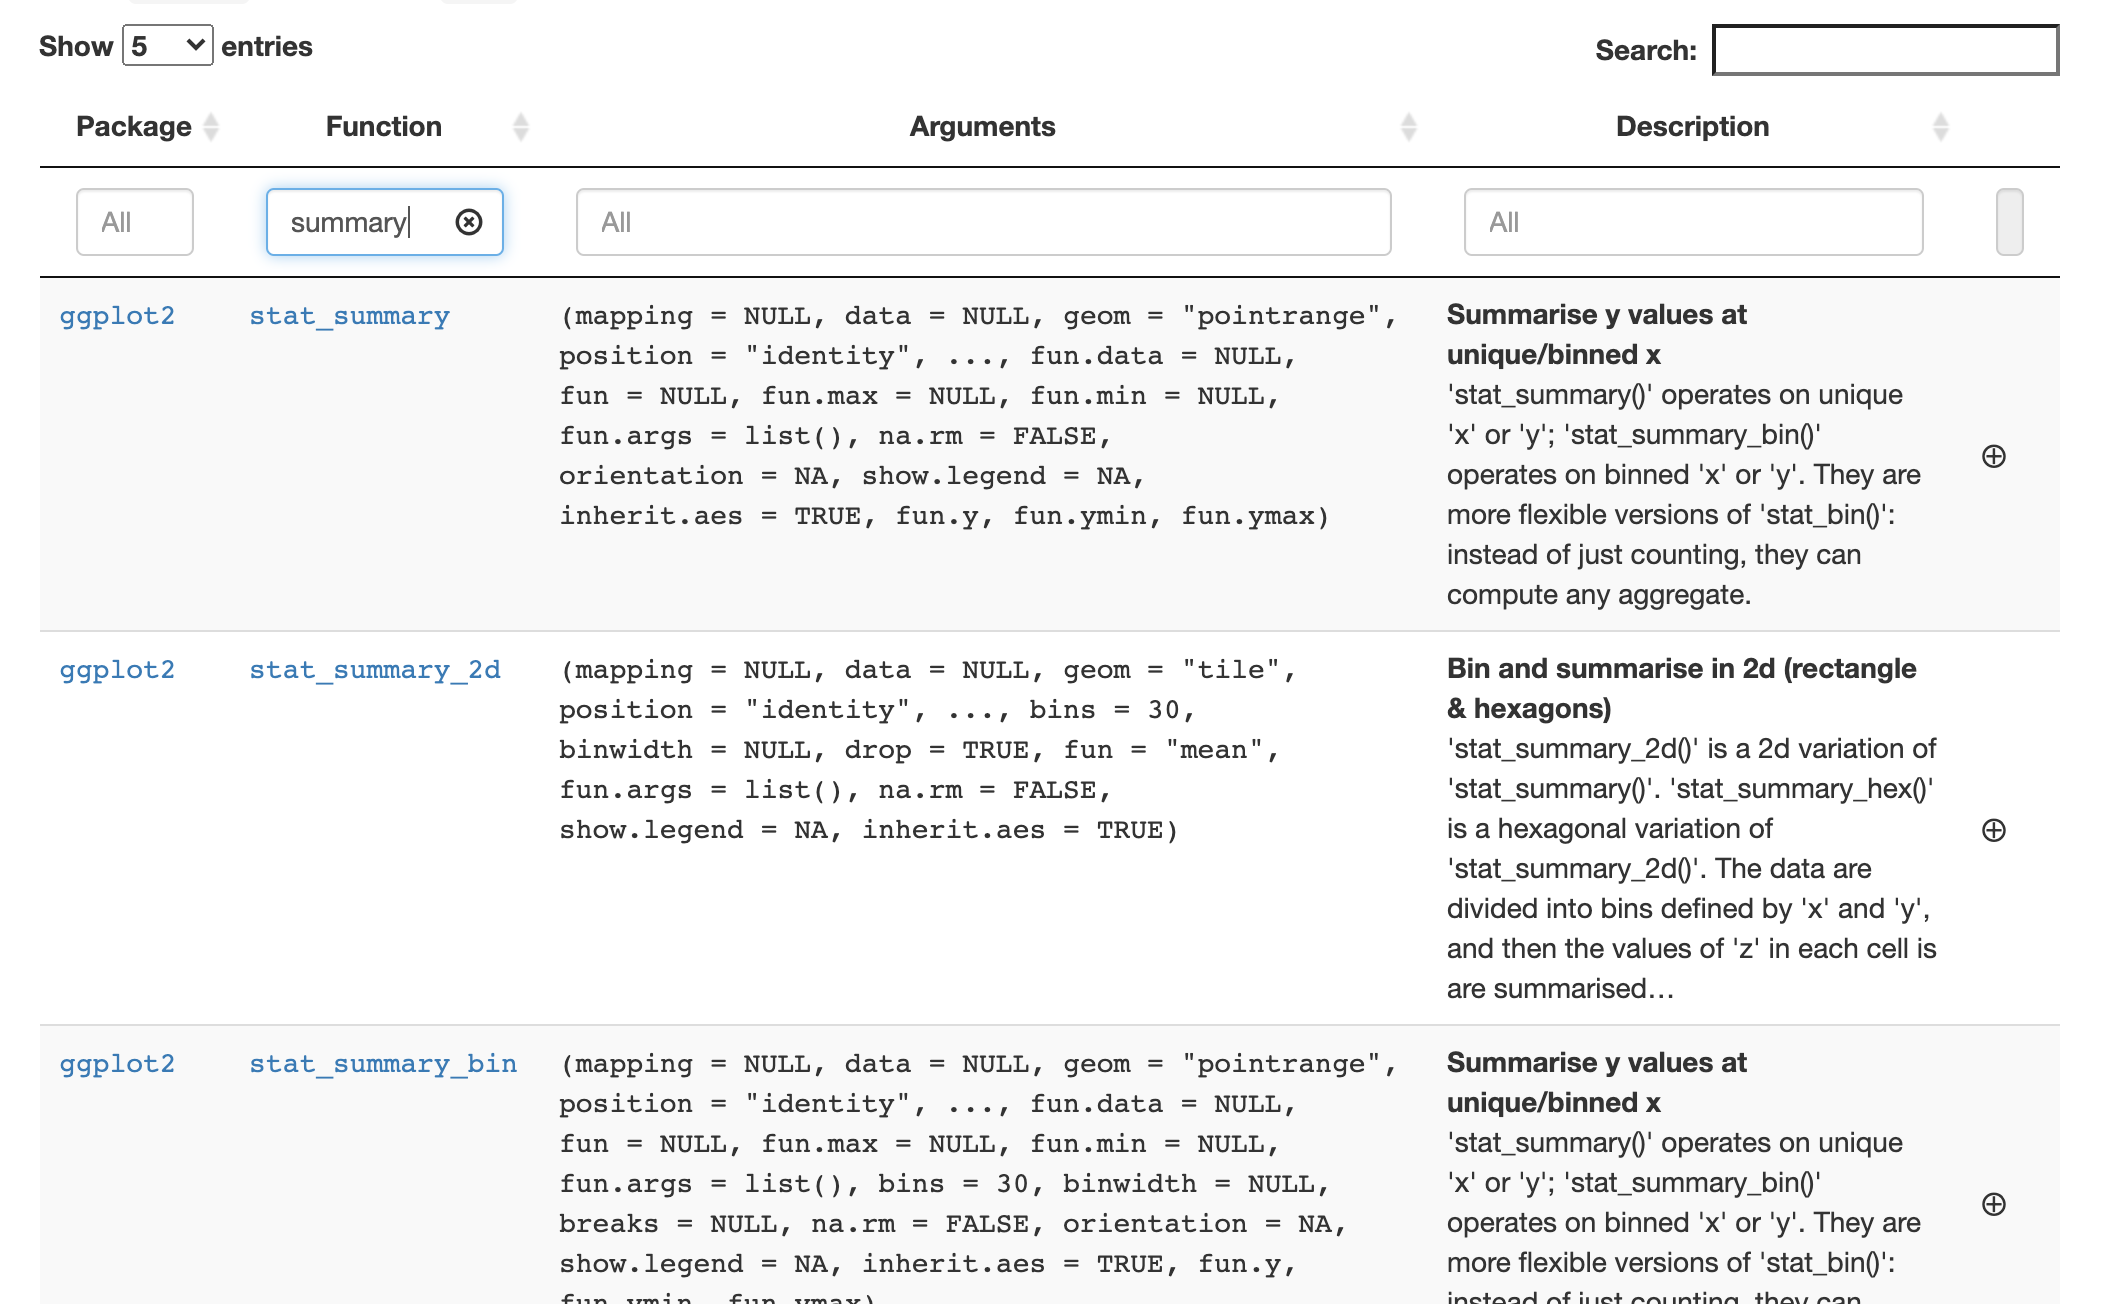 Show 5 entries
Search:
Package Function Arguments Description
All summary All All
ggplot2 stat_summary
(mapping = NULL, data = NULL, geom = "pointrange",
position = "identity", ..., fun.data = NULL,
fun = NULL, fun.max = NULL, fun.min = NULL,
fun.args = list(), na.rm = FALSE,
orientation = NA, show.legend = NA,
inherit.aes = TRUE, fun.y, fun.ymin, fun.ymax)
Summarise y values at
unique/binned x
'stat_summary()' operates on unique
'x' or 'y'; 'stat_summary_bin()'
operates on binned 'x' or 'y'. They are
more flexible versions of 'stat_bin()':
instead of just counting, they can
compute any aggregate.
ggplot2 stat_summary_2d
(mapping = NULL, data = NULL, geom = "tile",
position = "identity", ..., bins = 30,
binwidth = NULL, drop = TRUE, fun = "mean",
fun.args = list(), na.rm = FALSE,
show.legend = NA, inherit.aes = TRUE)
Bin and summarise in 2d (rectangle
& hexagons)
'stat_summary_2d()' is a 2d variation of
'stat_summary()'. 'stat_summary_hex()'
is a hexagonal variation of
'stat_summary_2d()'. The data are
divided into bins defined by 'x' and 'y',
and then the values of 'z' in each cell is
are summarised…
ggplot2 stat_summary_bin
(mapping = NULL, data = NULL, geom = "pointrange",
position = "identity", ..., fun.data = NULL,
fun = NULL, fun.max = NULL, fun.min = NULL,
fun.args = list(), bins = 30, binwidth = NULL,
breaks = NULL, na.rm = FALSE, orientation = NA,
show.legend = NA, inherit.aes = TRUE, fun.y,
fun.ymin, fun.ymax)
Summarise y values at
unique/binned x
'stat_summary()' operates on unique
'x' or 'y'; 'stat_summary_bin()'
operates on binned 'x' or 'y'. They are
more flexible versions of 'stat_bin()':
instead of just counting, they can